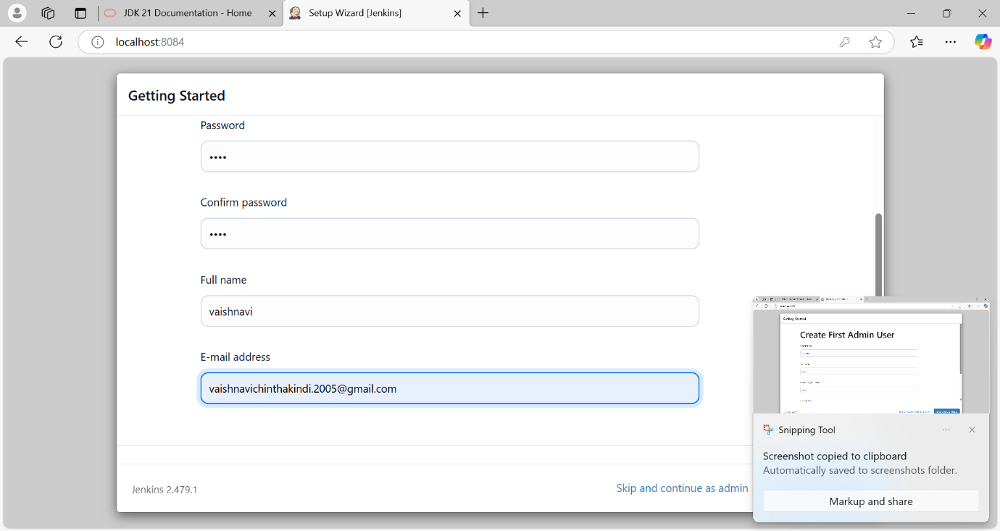 JDK 21 Documentation - Home
Setup Wizard [Jenkins]
localhost:8084
Getting Started
Password
••••
Confirm password
••••
Full name
vaishnavi
E-mail address
vaishnavichinthakindi.2005@gmail.com
Jenkins 2.479.1
Skip and continue as admin
Getting Started
Create First Admin User
Snipping Tool
Screenshot copied to clipboard
Automatically saved to screenshots folder.
Markup and share